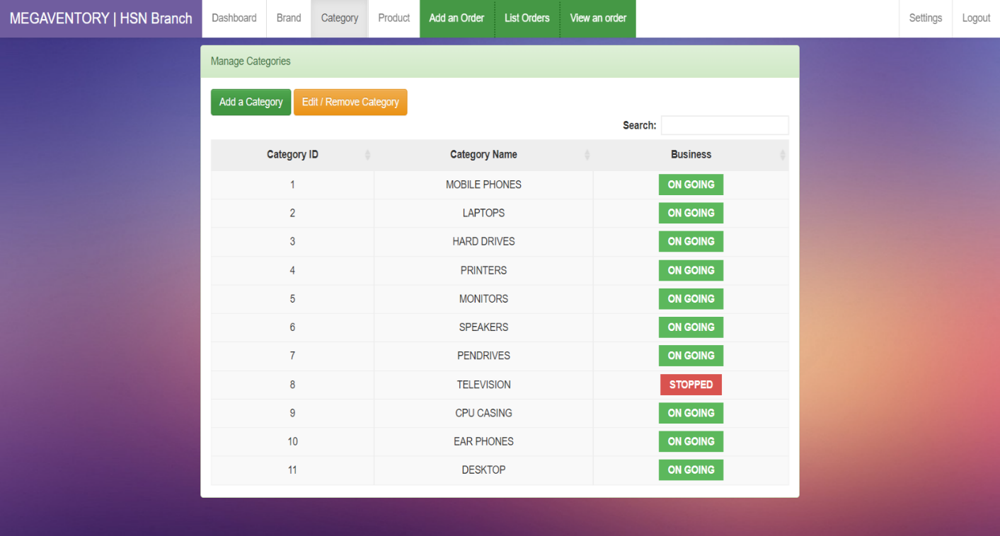 MEGAVENTORY | HSN Branch Dashboard Brand Category Product Add an Order List Orders View an order Settings Logout
Manage Categories
Add a Category Edit / Remove Category
Search:
Category ID Category Name Business
1 MOBILE PHONES ON GOING
2 LAPTOPS ON GOING
3 HARD DRIVES ON GOING
4 PRINTERS ON GOING
5 MONITORS ON GOING
6 SPEAKERS ON GOING
7 PENDRIVES ON GOING
8 TELEVISION STOPPED
9 CPU CASING ON GOING
10 EAR PHONES ON GOING
11 DESKTOP ON GOING